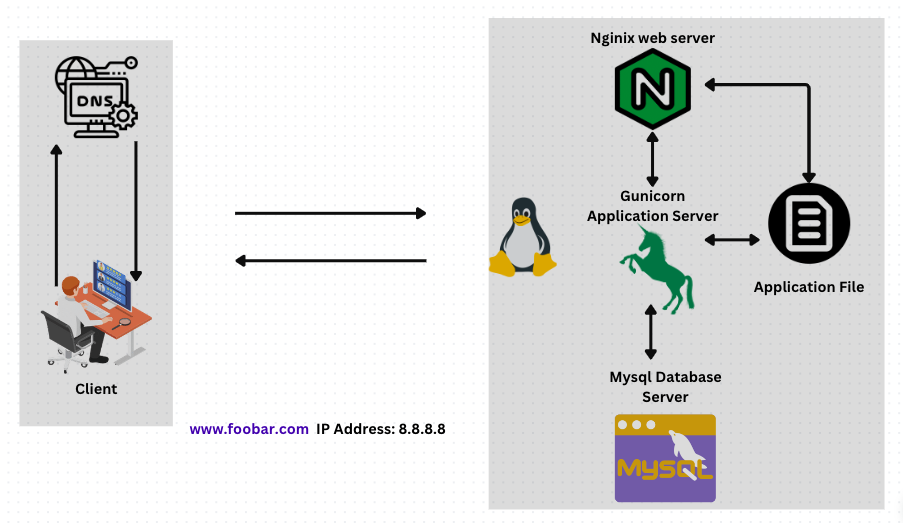 Nginix web server
DNS
Gunicorn
Application Server
Application File
Client
Mysql Database
Server
www.foobar.com IP Address: 8.8.8.8
MySQL